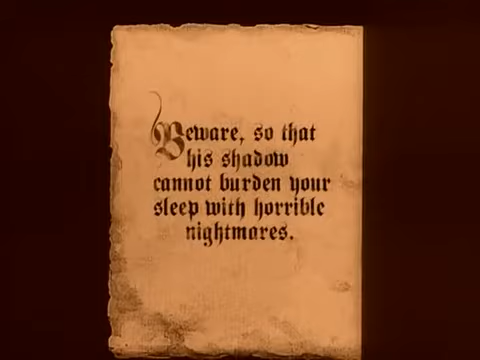 Beware, so that
his shadow
cannot burden your
sleep with horrible
nightmares.